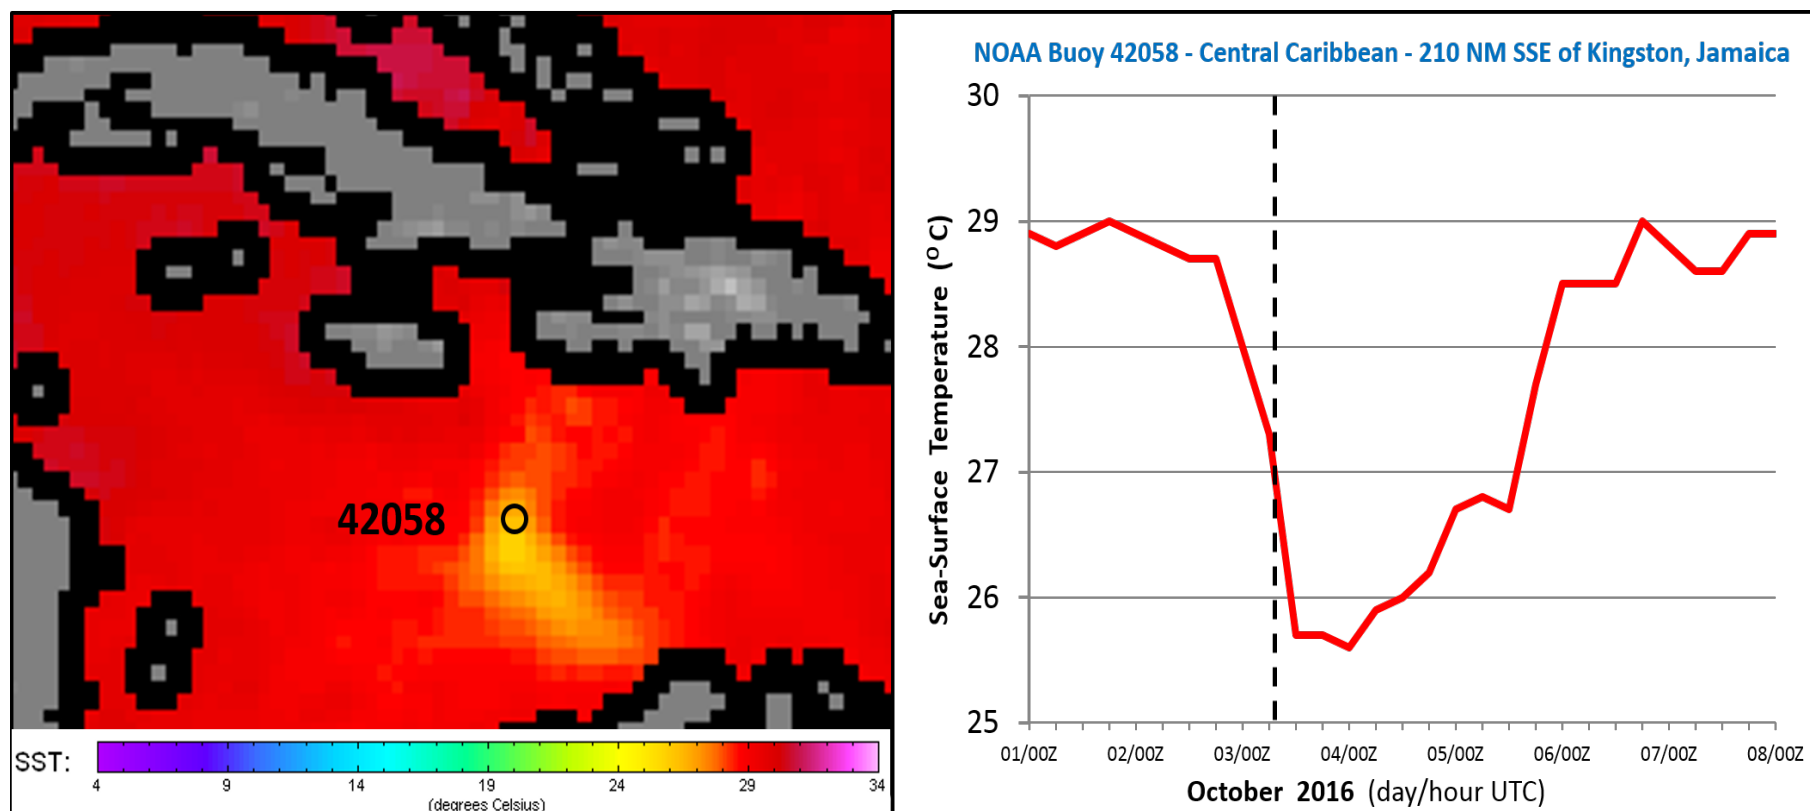 42058
SST:
4 9 14 19 24 29 34
(degrees Celsius)
NOAA Buoy 42058 - Central Caribbean - 210 NM SSE of Kingston, Jamaica
Sea-Surface Temperature (ᴼ C)
30
29
28
27
26
25
01/00Z 02/00Z 03/00Z 04/00Z 05/00Z 06/00Z 07/00Z 08/00Z
October 2016 (day/hour UTC)